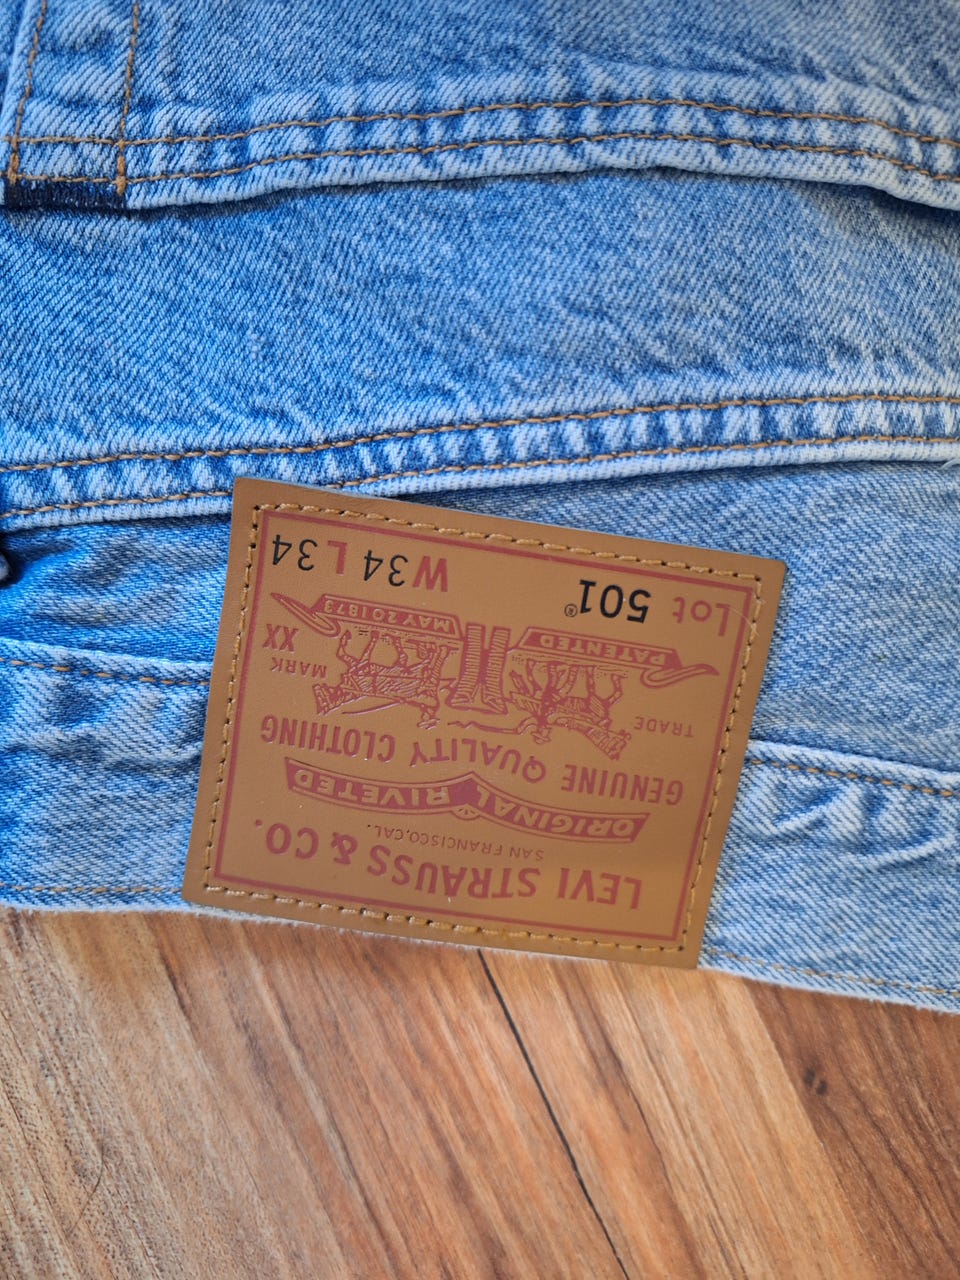 LEVI STRAUSS & CO.
SAN FRANCISCO,CAL.
ORIGINAL RIVETED
GENUINE QUALITY CLOTHING
TRADE MARK
XX
PATENTED MAY 20 1873
Lot 501® W34 L34